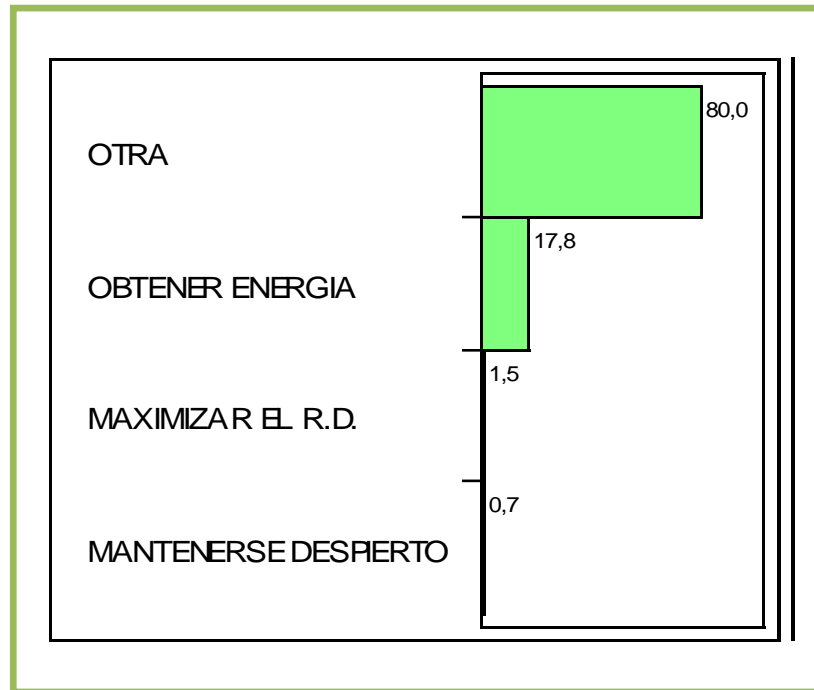 OTRA
80,0
OBTENER ENERGIA
17,8
MAXIMIZAR EL R.D.
1,5
MANTENERSE DESPIERTO
0,7